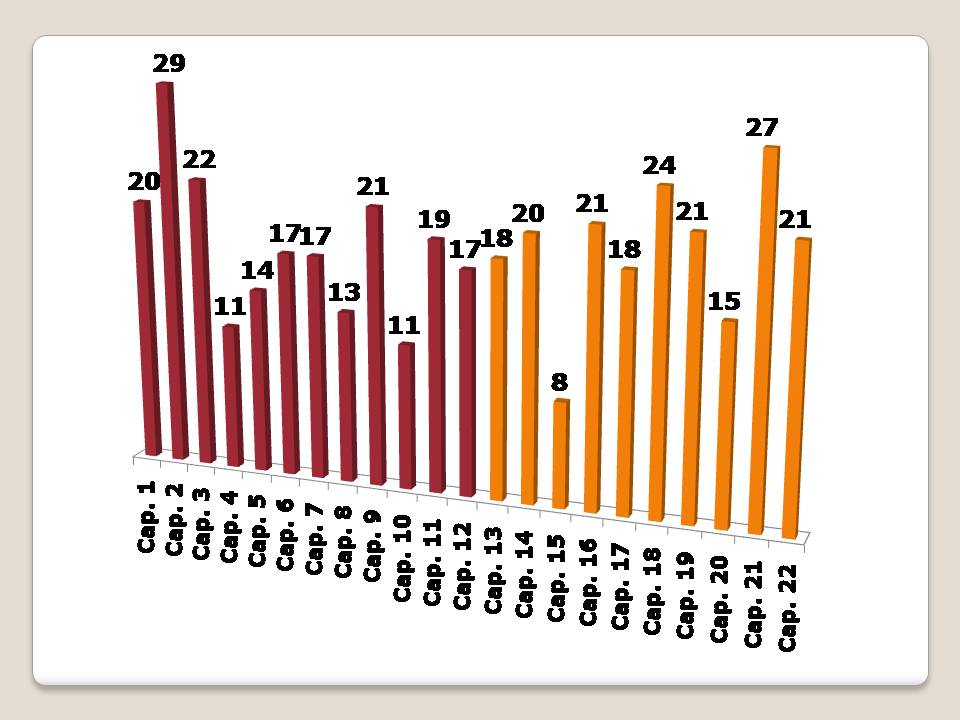 29
22
20
11
14
17
17
13
21
11
19
17
18
20
8
21
18
24
21
15
27
21
Cap. 1
Cap. 2
Cap. 3
Cap. 4
Cap. 5
Cap. 6
Cap. 7
Cap. 8
Cap. 9
Cap. 10
Cap. 11
Cap. 12
Cap. 13
Cap. 14
Cap. 15
Cap. 16
Cap. 17
Cap. 18
Cap. 19
Cap. 20
Cap. 21
Cap. 22